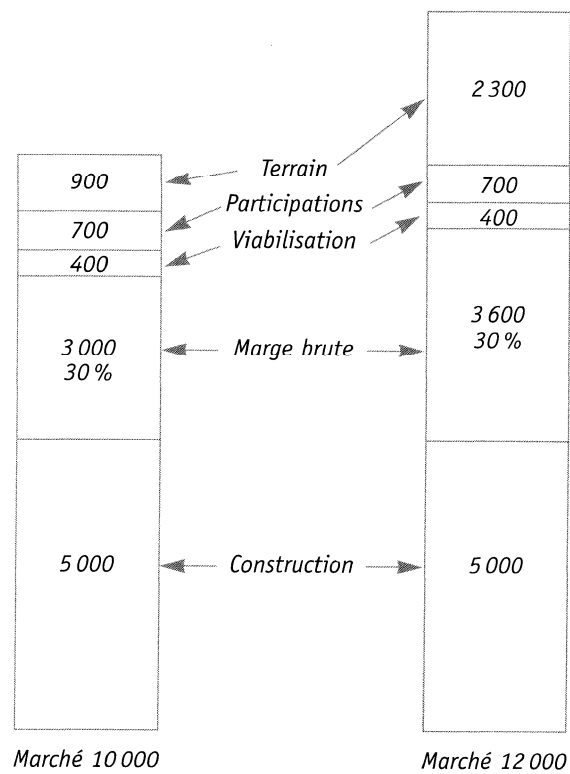 2 300
900
Terrain
700
Participations
700
400
Viabilisation
400
3 000
30 %
Marge brute
3 600
30 %
5 000
Construction
5 000
Marché 10 000
Marché 12 000